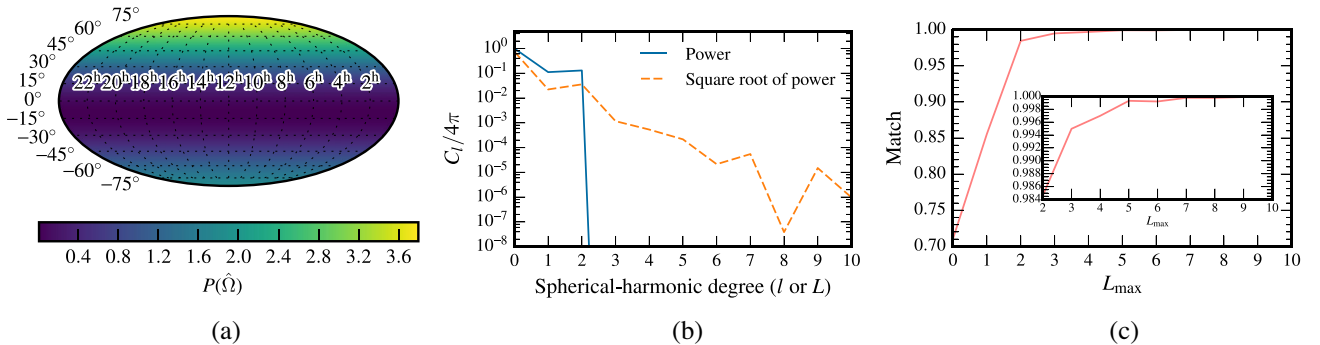 75°
60°
45°
30°
15°
0°
−15°
−30°
−45°
−60°
−75°
22h 20h 18h 16h 14h 12h 10h 8h 6h 4h 2h
0.4 0.8 1.2 1.6 2.0 2.4 2.8 3.2 3.6
P(Ω̂)
(a)
10⁰
10⁻¹
10⁻²
10⁻³
10⁻⁴
10⁻⁵
10⁻⁶
10⁻⁷
10⁻⁸
C_l/4π
Power
Square root of power
0 1 2 3 4 5 6 7 8 9 10
Spherical-harmonic degree (l or L)
(b)
1.00
0.95
0.90
0.85
0.80
0.75
0.70
Match
1.000
0.998
0.996
0.994
0.992
0.990
0.988
0.986
0.984
2 3 4 5 6 7 8 9 10
L_max
0 1 2 3 4 5 6 7 8 9 10
L_max
(c)